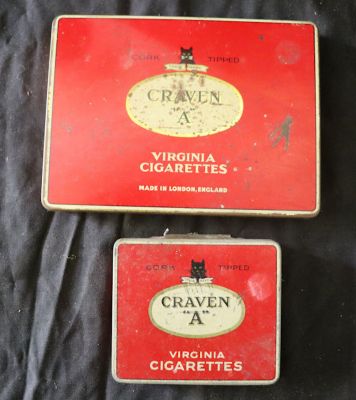 CORK TIPPED
CRAVEN
"A"
VIRGINIA
CIGARETTES
MADE IN LONDON, ENGLAND
CORK TIPPED
CRAVEN
"A"
VIRGINIA
CIGARETTES